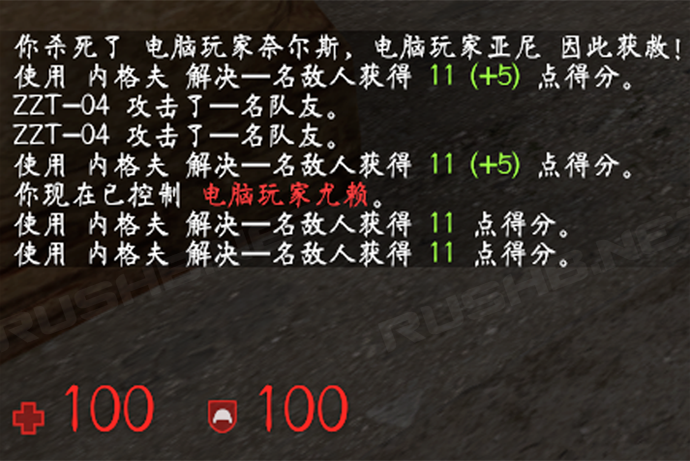 你杀死了 电脑玩家奈尔斯，电脑玩家亚尼 因此获救！
使用 内格夫 解决一名敌人获得 11 (+5) 点得分。
ZZT-04 攻击了一名队友。
ZZT-04 攻击了一名队友。
使用 内格夫 解决一名敌人获得 11 (+5) 点得分。
你现在已控制 电脑玩家尤赖。
使用 内格夫 解决一名敌人获得 11 点得分。
使用 内格夫 解决一名敌人获得 11 点得分。
100 100